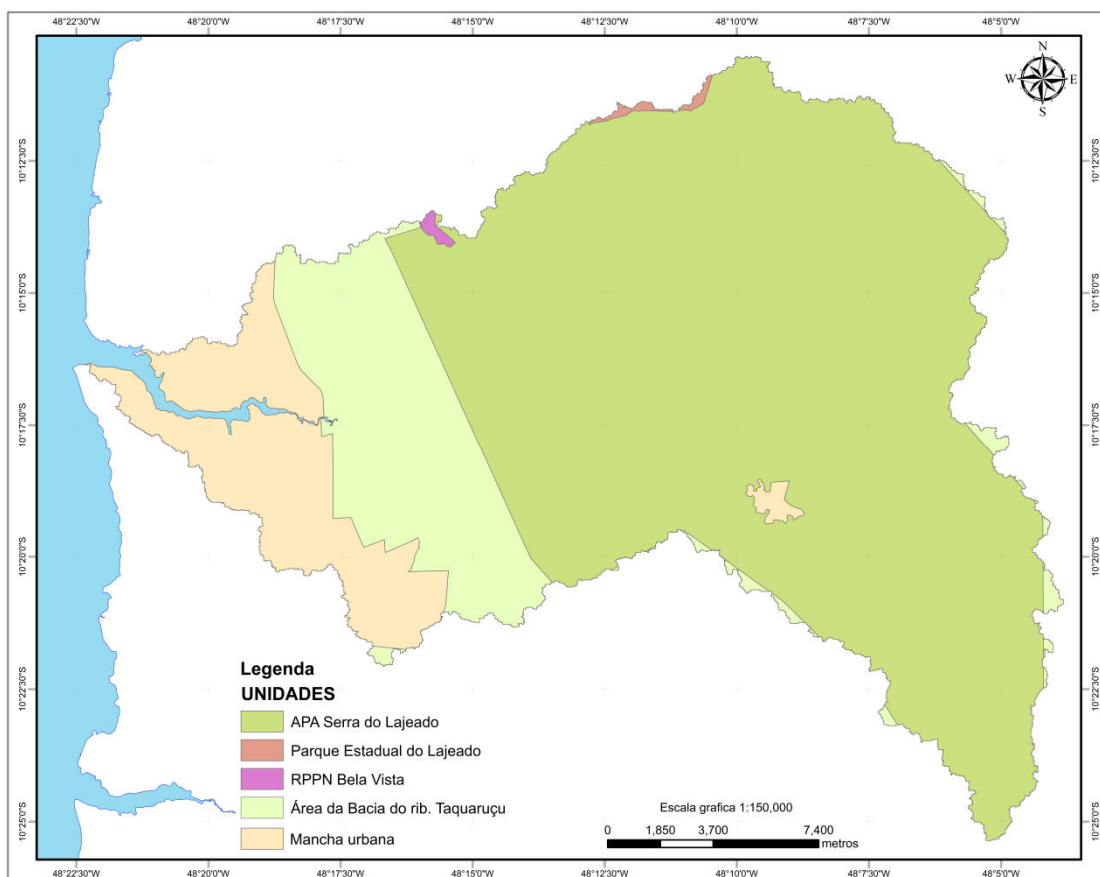 48°22'30"W 48°20'0"W 48°17'30"W 48°15'0"W 48°12'30"W 48°10'0"W 48°7'30"W 48°5'0"W
N
W E
S
10°12'30"S 10°12'30"S
10°15'0"S 10°15'0"S
10°17'30"S 10°17'30"S
10°20'0"S 10°20'0"S
10°22'30"S 10°22'30"S
10°25'0"S 10°25'0"S
Legenda
UNIDADES
APA Serra do Lajeado
Parque Estadual do Lajeado
RPPN Bela Vista
Área da Bacia do rib. Taquaruçu
Mancha urbana
Escala grafica 1:150,000
0 1,850 3,700 7,400
metros
48°22'30"W 48°20'0"W 48°17'30"W 48°15'0"W 48°12'30"W 48°10'0"W 48°7'30"W 48°5'0"W